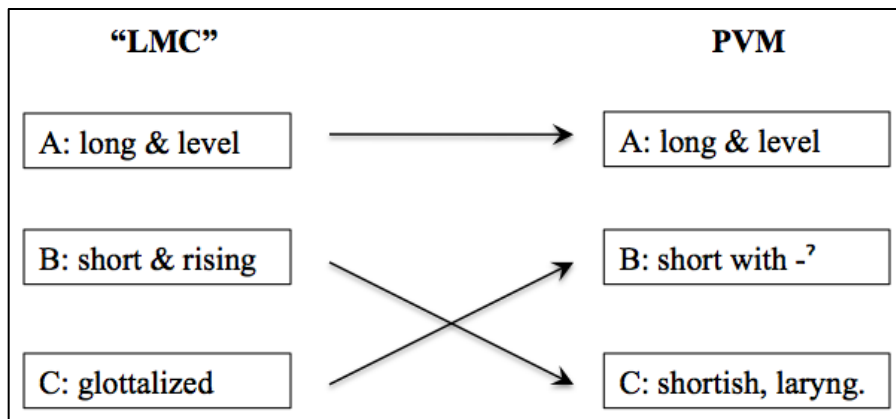 “LMC” PVM
A: long & level A: long & level
B: short & rising B: short with -ˀ
C: glottalized C: shortish, laryng.